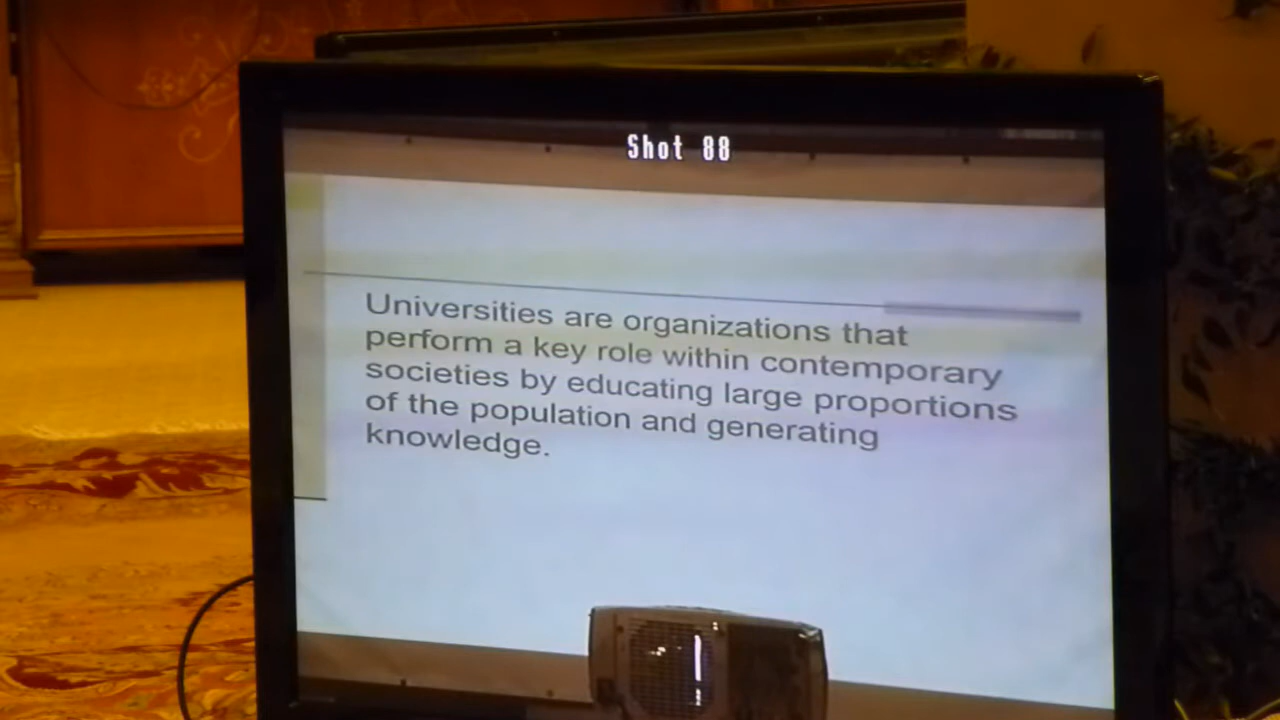 Shot 88
Universities are organizations that
perform a key role within contemporary
societies by educating large proportions
of the population and generating
knowledge.